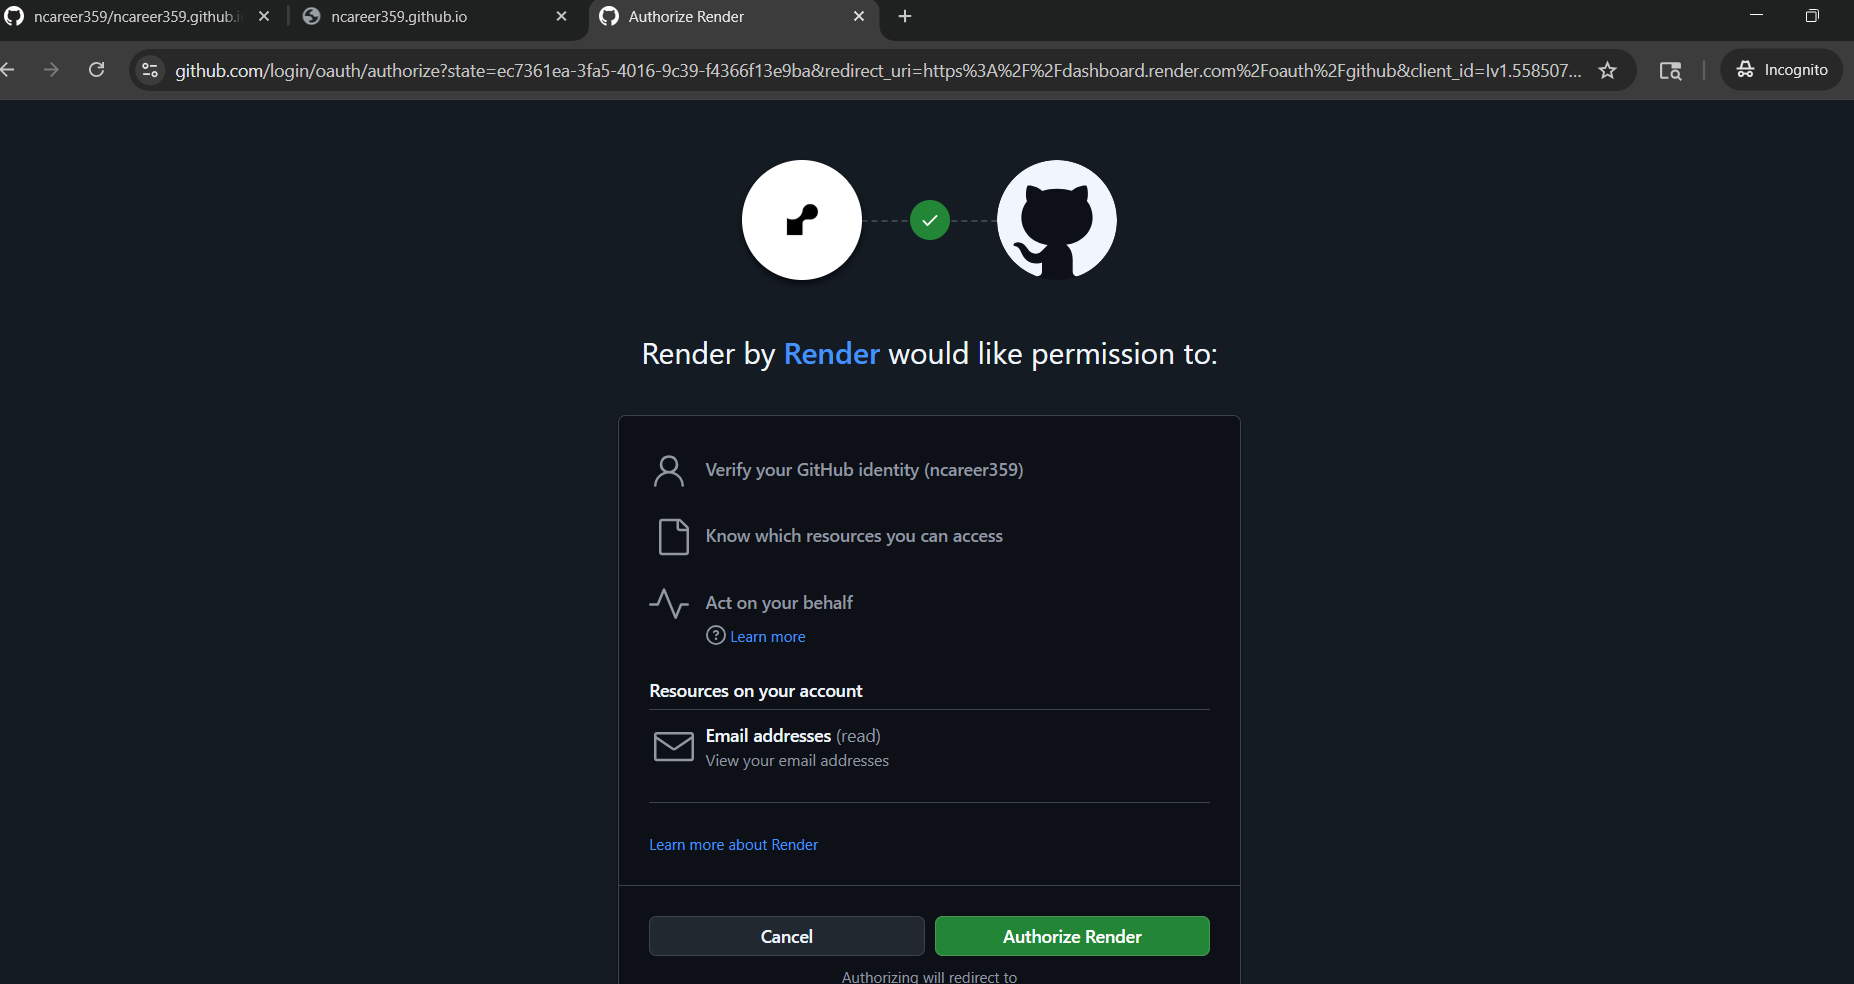 ncareer359/ncareer359.github.i
ncareer359.github.io
Authorize Render
github.com/login/oauth/authorize?state=ec7361ea-3fa5-4016-9c39-f4366f13e9ba&redirect_uri=https%3A%2F%2Fdashboard.render.com%2Foauth%2Fgithub&client_id=Iv1.558507...
Incognito
Render by Render would like permission to:
Verify your GitHub identity (ncareer359)
Know which resources you can access
Act on your behalf
Learn more
Resources on your account
Email addresses (read)
View your email addresses
Learn more about Render
Cancel
Authorize Render
Authorizing will redirect to